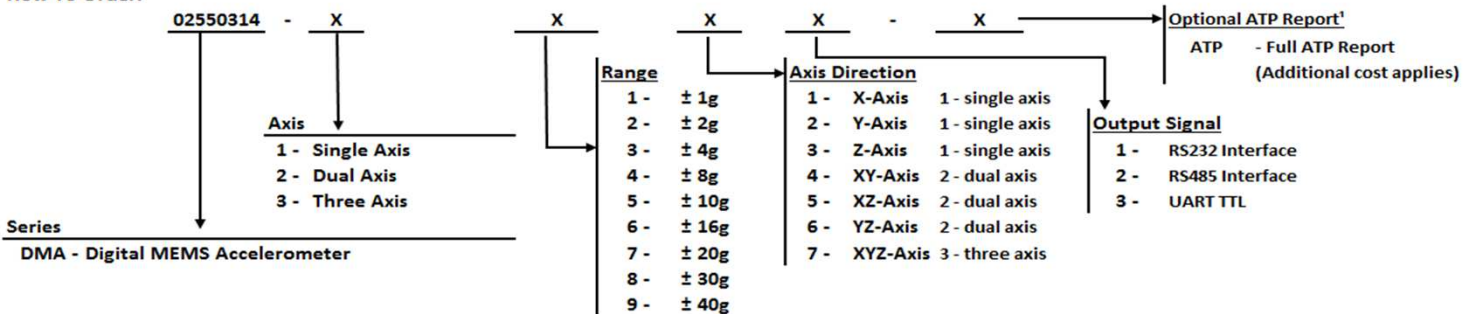 02550314 - X X X X - X
Optional ATP Report¹
ATP - Full ATP Report
(Additional cost applies)
Range
1 - ± 1g
2 - ± 2g
3 - ± 4g
4 - ± 8g
5 - ± 10g
6 - ± 16g
7 - ± 20g
8 - ± 30g
9 - ± 40g
Axis Direction
1 - X-Axis 1 - single axis
2 - Y-Axis 1 - single axis
3 - Z-Axis 1 - single axis
4 - XY-Axis 2 - dual axis
5 - XZ-Axis 2 - dual axis
6 - YZ-Axis 2 - dual axis
7 - XYZ-Axis 3 - three axis
Output Signal
1 - RS232 Interface
2 - RS485 Interface
3 - UART TTL
Axis
1 - Single Axis
2 - Dual Axis
3 - Three Axis
Series
DMA - Digital MEMS Accelerometer